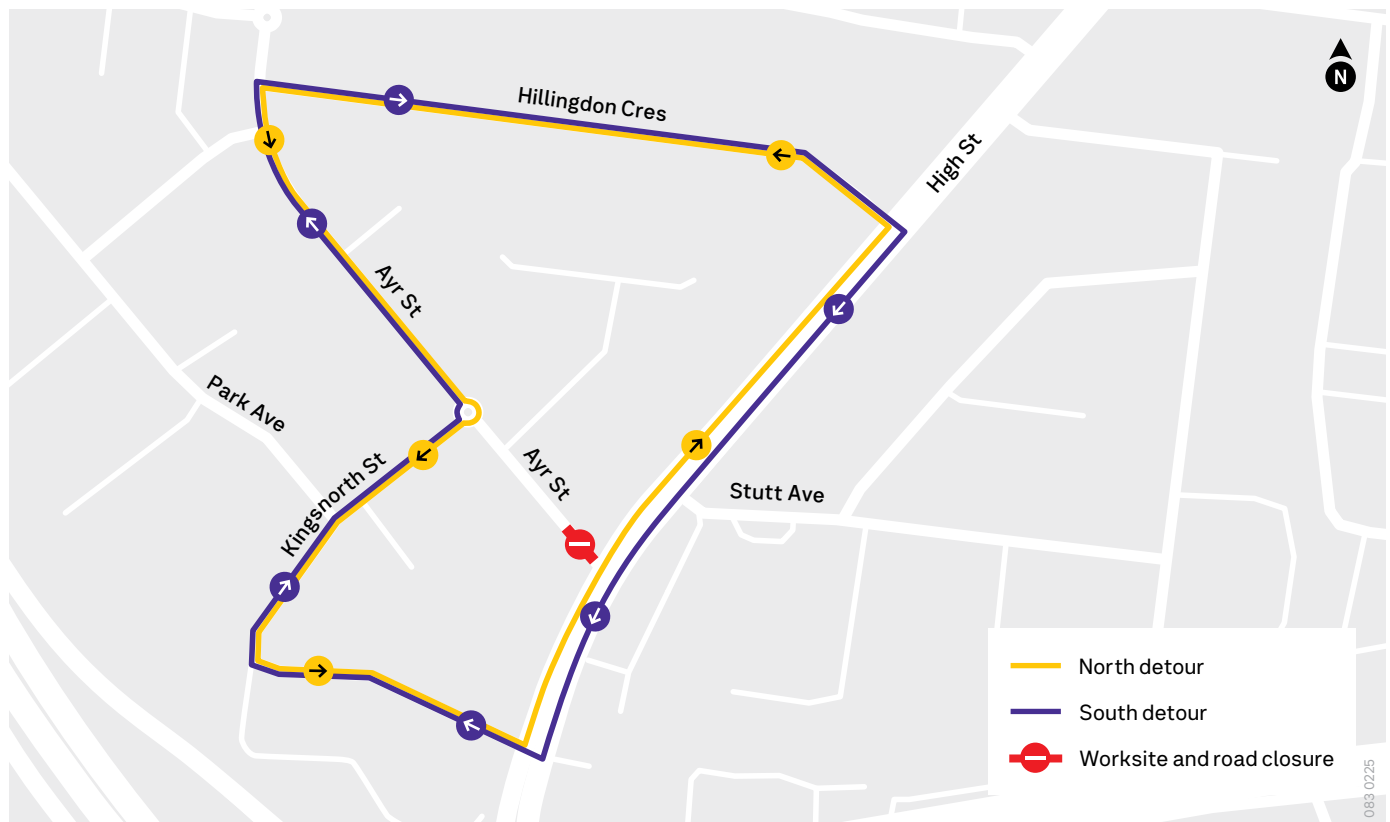 N
Hillingdon Cres
High St
Ayr St
Park Ave
Kingsnorth St
Ayr St
Stutt Ave
North detour
South detour
Worksite and road closure
083 0225